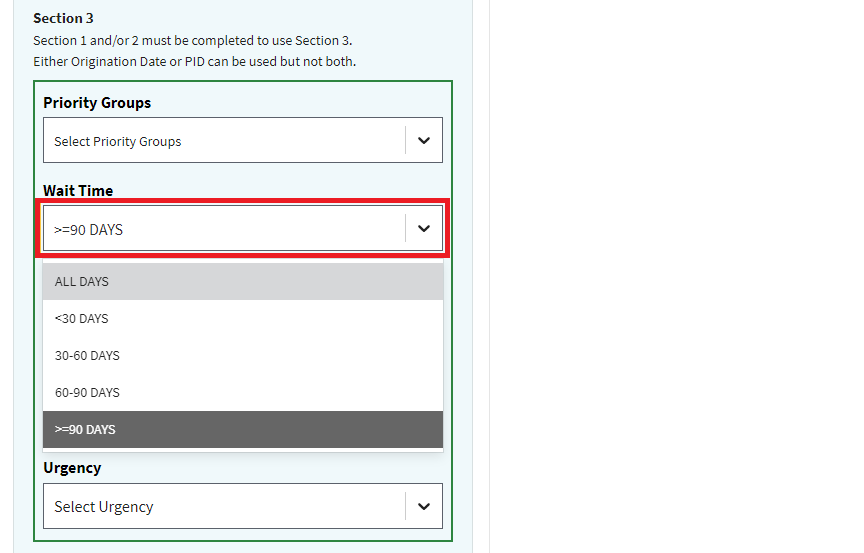 Section 3
Section 1 and/or 2 must be completed to use Section 3.
Either Origination Date or PID can be used but not both.
Priority Groups
Select Priority Groups
Wait Time
>=90 DAYS
ALL DAYS
<30 DAYS
30-60 DAYS
60-90 DAYS
>=90 DAYS
Urgency
Select Urgency